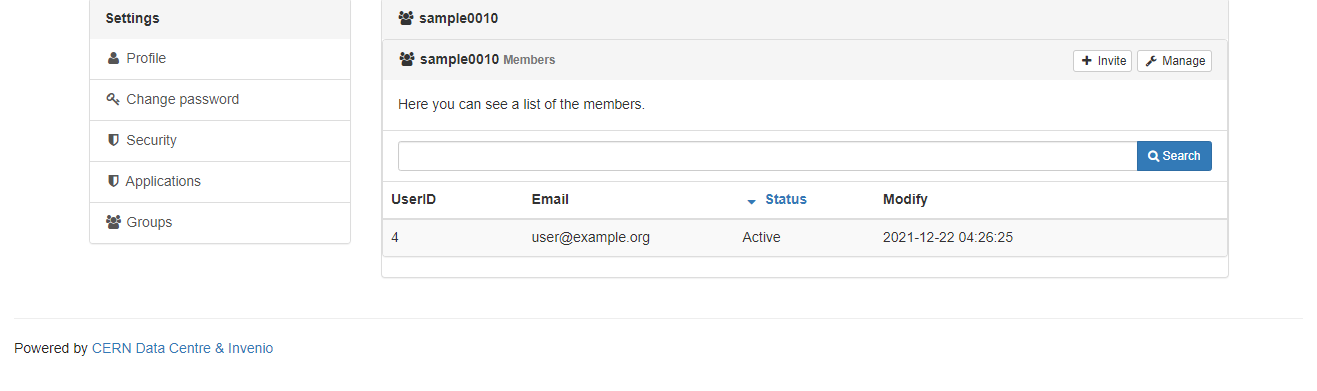 Settings
Profile
Change password
Security
Applications
Groups
sample0010
sample0010 Members
Invite
Manage
Here you can see a list of the members.
Search
UserID Email Status Modify
4 user@example.org Active 2021-12-22 04:26:25
Powered by CERN Data Centre & Invenio